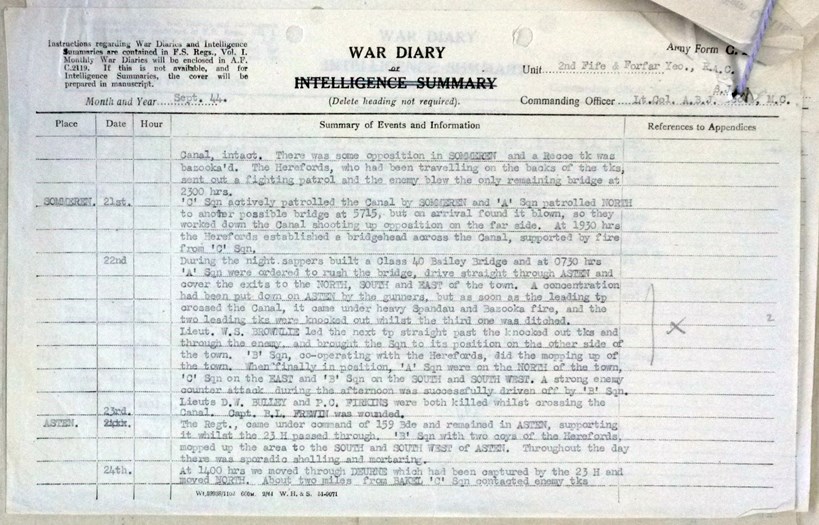 Instructions regarding War Diaries and Intelligence
Summaries are contained in F.S. Regs., Vol. I.
Monthly War Diaries will be enclosed in A.F.
C.2119. If this is not available, and for
Intelligence Summaries, the cover will be
prepared in manuscript.
Month and Year Sept. 44.
WAR DIARY
or
INTELLIGENCE SUMMARY
(Delete heading not required).
Army Form C.
Unit 2nd Fife & Forfar Yeo., R.A.C.
Commanding Officer Lt.Col. A.B.J. M.C.
Place Date Hour Summary of Events and Information References to Appendices
Canal, intact. There was some opposition in SOMMEREN and a Recce tk was
bazooka'd. The Herefords, who had been travelling on the backs of the tks,
sent out a fighting patrol and the enemy blew the only remaining bridge at
2300 hrs.
SOMMEREN. 21st. 'C' Sqn actively patrolled the Canal by SOMMEREN and 'A' Sqn patrolled NORTH
to another possible bridge at 5715, but on arrival found it blown, so they
worked down the Canal shooting up opposition on the far side. At 1930 hrs
the Herefords established a bridgehead across the Canal, supported by fire
from 'C' Sqn.
22nd During the night sappers built a Class 40 Bailey Bridge and at 0730 hrs
'A' Sqn were ordered to rush the bridge, drive straight through ASTEN and
cover the exits to the NORTH, SOUTH and EAST of the town. A concentration
had been put down on ASTEN by the gunners, but as soon as the leading tp
crossed the Canal, it came under heavy Spandau and Bazooka fire, and the
two leading tks were knocked out whilst the third one was ditched.
Lieut. W.S. BROWNLIE led the next tp straight past the knocked out tks and
through the enemy, and brought the Sqn to its position on the other side of
the town. 'B' Sqn, co-operating with the Herefords, did the mopping up of
the town. When finally in position, 'A' Sqn were on the NORTH of the town,
'C' Sqn on the EAST and 'B' Sqn on the SOUTH and SOUTH WEST. A strong enemy
counter attack during the afternoon was successfully driven off by 'B' Sqn.
Lieuts D.W. BULLEY and P.C. FIRKINS were both killed whilst crossing the
Canal. Capt. B.L. FREWIN was wounded.
ASTEN. 23rd. The Regt., came under command of 159 Bde and remained in ASTEN, supporting
it whilst the 23 H passed through. 'B' Sqn with two coys of the Herefords,
mopped up the area to the SOUTH and SOUTH WEST of ASTEN. Throughout the day
there was sporadic shelling and mortaring.
24th. At 1400 hrs we moved through DEURNE which had been captured by the 23 H and
moved NORTH. About two miles from BAKEL 'C' Sqn contacted enemy tks
X
2